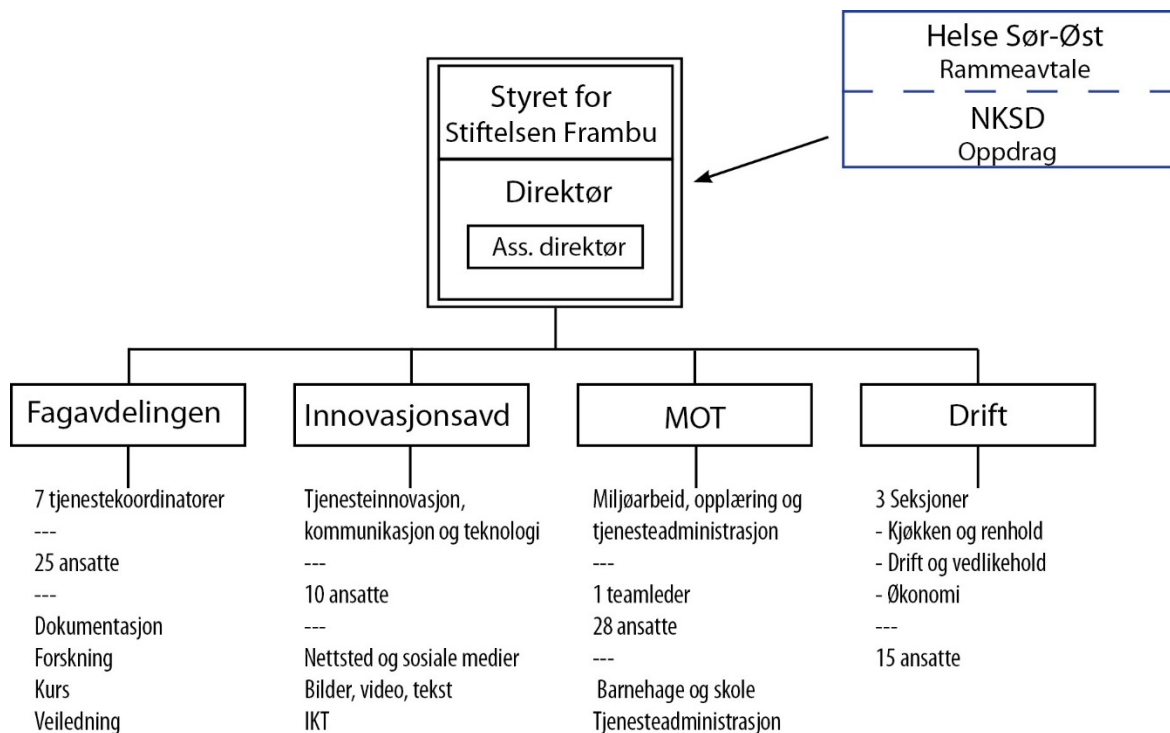 Helse Sør-Øst
Rammeavtale
NKSD
Oppdrag
Styret for
Stiftelsen Frambu
Direktør
Ass. direktør
Fagavdelingen
7 tjenestekoordinatorer
---
25 ansatte
---
Dokumentasjon
Forskning
Kurs
Veiledning
Innovasjonsavd
Tjenesteinnovasjon,
kommunikasjon og teknologi
---
10 ansatte
---
Nettsted og sosiale medier
Bilder, video, tekst
IKT
MOT
Miljøarbeid, opplæring og
tjenesteadministrasjon
---
1 teamleder
28 ansatte
---
Barnehage og skole
Tjenesteadministrasjon
Drift
3 Seksjoner
- Kjøkken og renhold
- Drift og vedlikehold
- Økonomi
---
15 ansatte